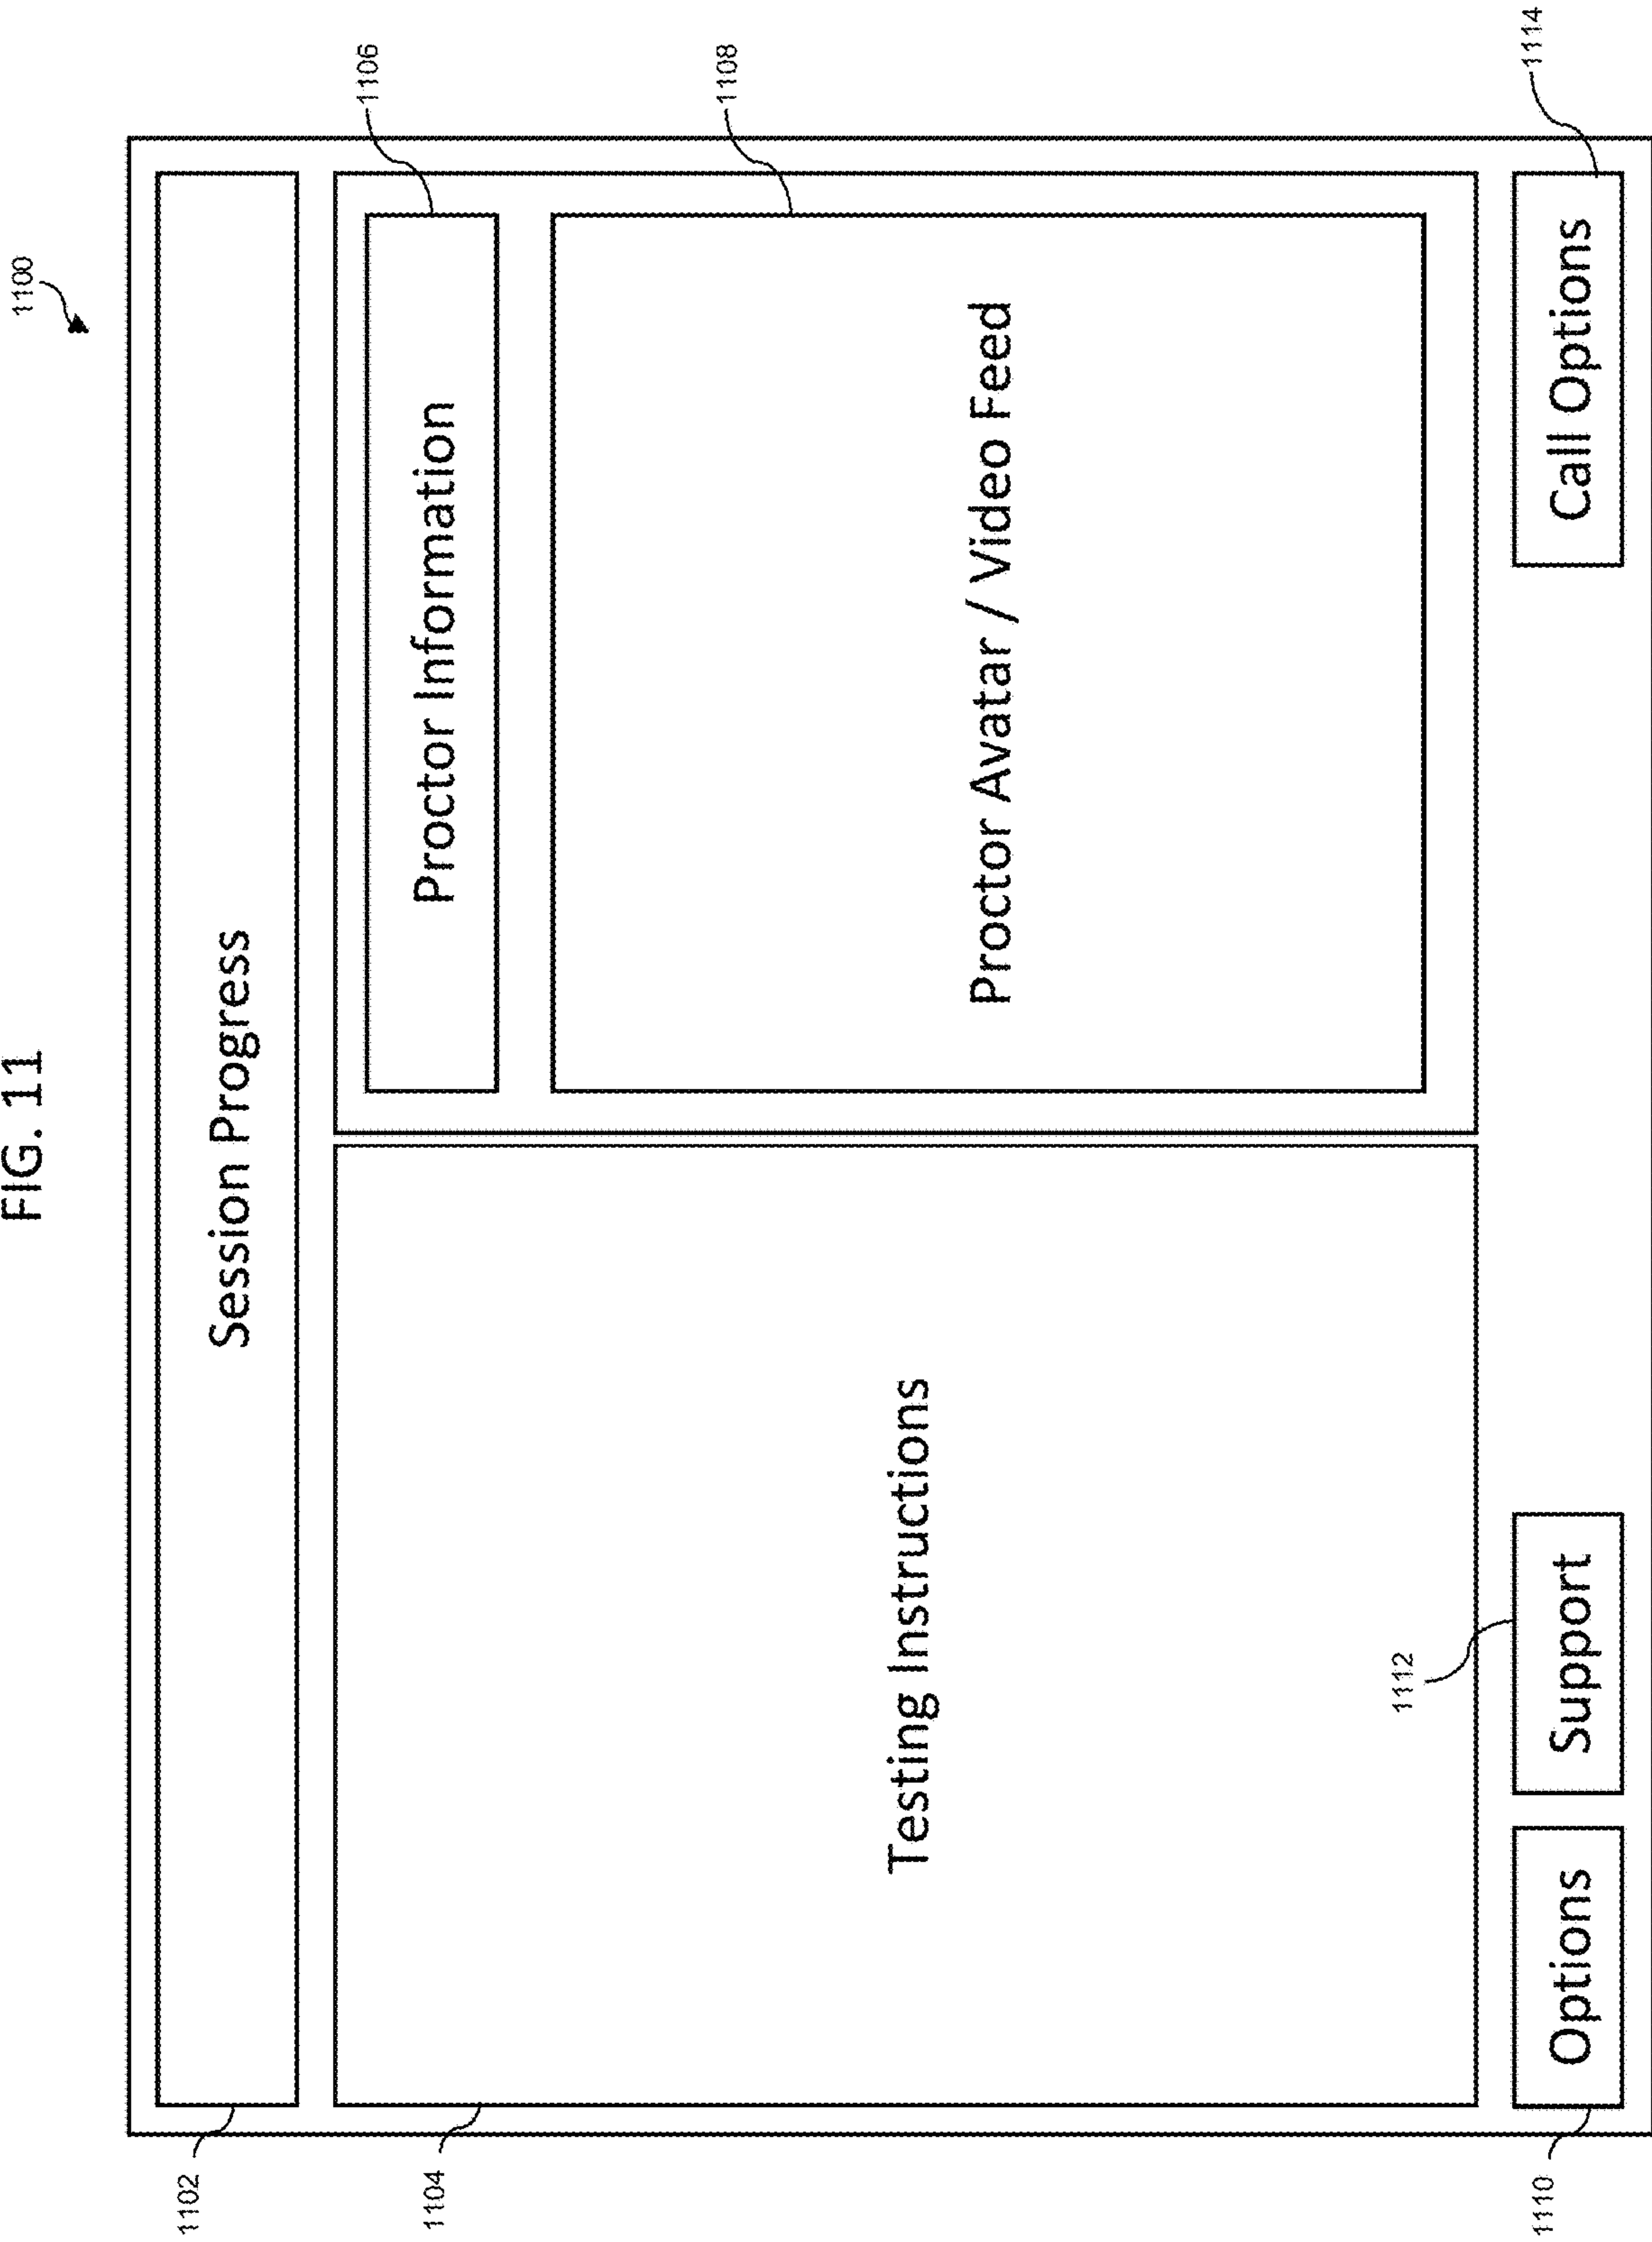 FIG. 11
1100
1102
Session Progress
1104
Testing Instructions
1106
Proctor Information
1108
Proctor Avatar / Video Feed
1110
Options
1112
Support
1114
Call Options